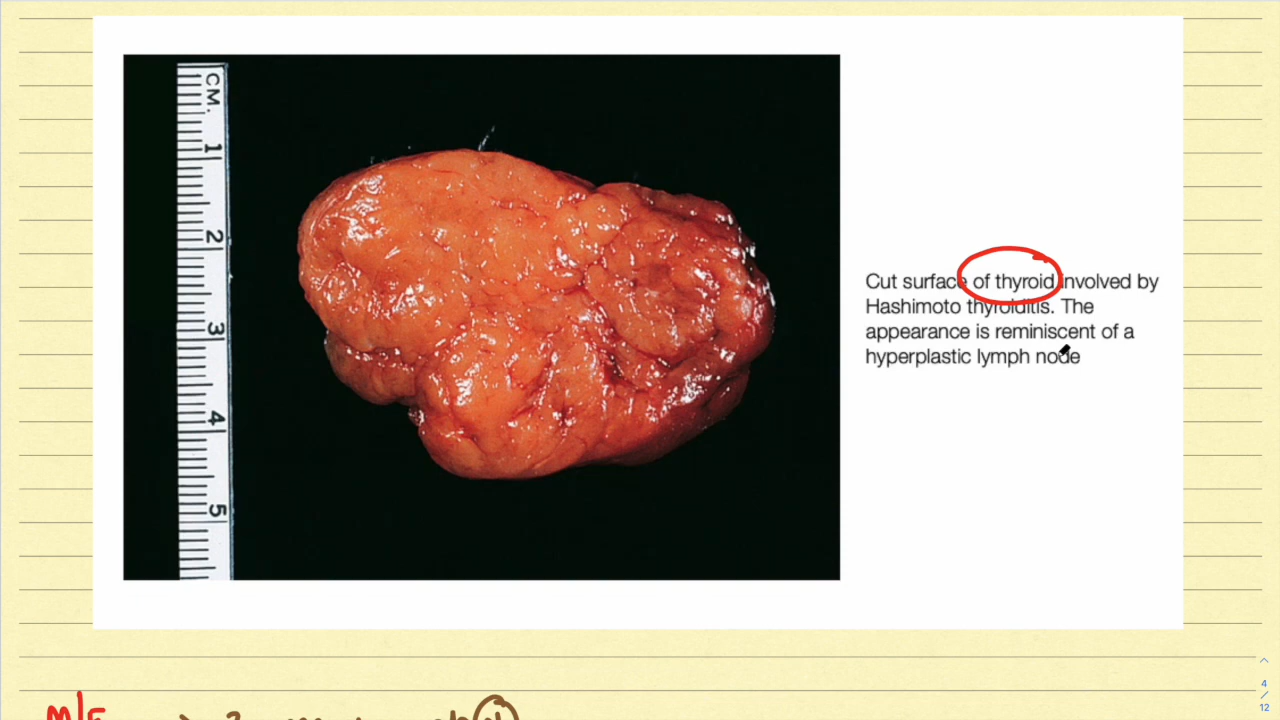 CM.
1
2
3
4
5
Cut surface of thyroid involved by
Hashimoto thyroiditis. The
appearance is reminiscent of a
hyperplastic lymph node
4
/
12